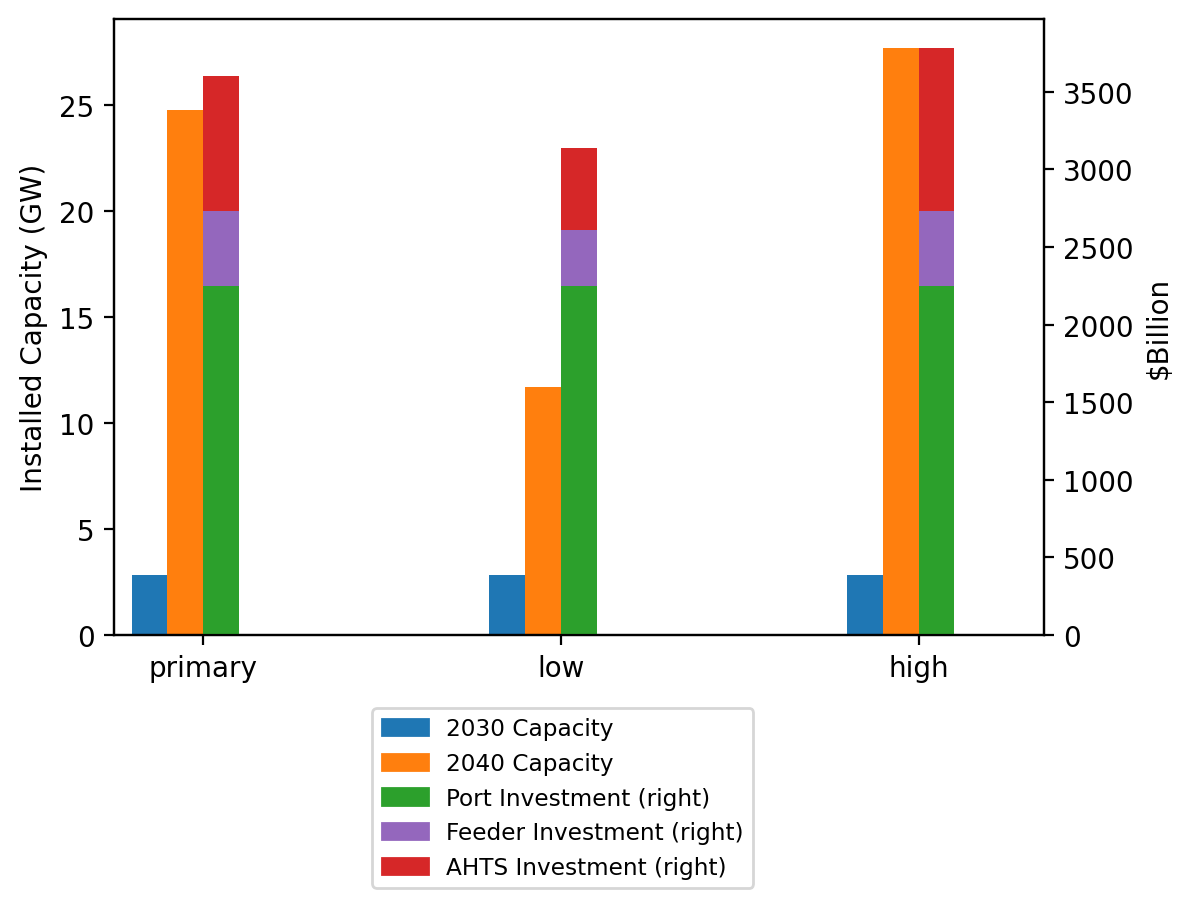 Installed Capacity (GW)
25
20
15
10
5
0
3500
3000
2500
2000
1500
1000
500
0
$Billion
primary
low
high
2030 Capacity
2040 Capacity
Port Investment (right)
Feeder Investment (right)
AHTS Investment (right)